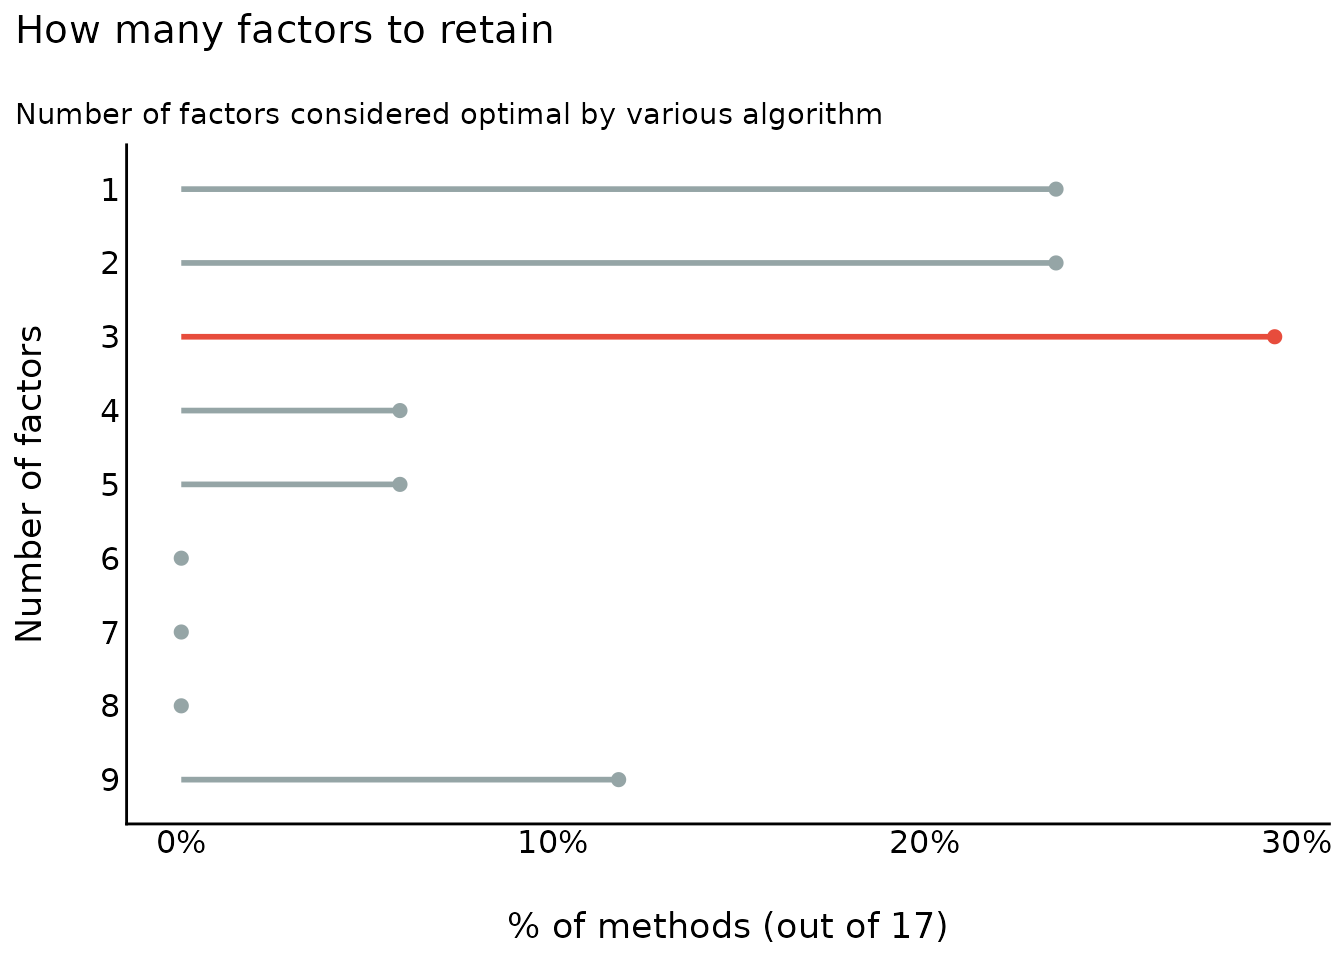 How many factors to retain
Number of factors considered optimal by various algorithm
Number of factors
1
2
3
4
5
6
7
8
9
0% 10% 20% 30%
% of methods (out of 17)